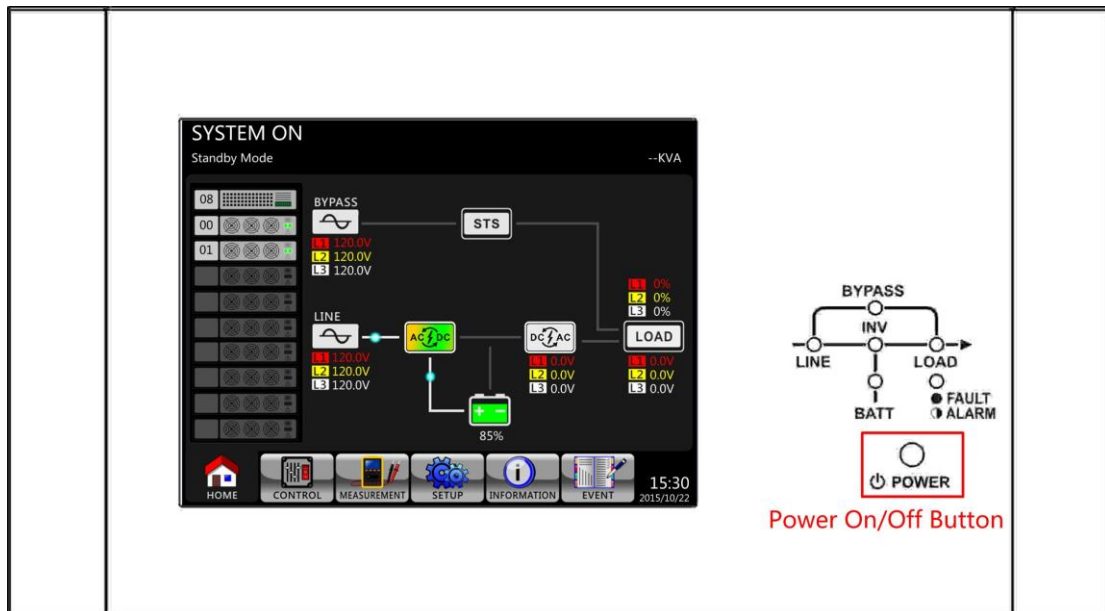 SYSTEM ON
Standby Mode
--KVA
08
00
01
BYPASS
L1 120.0V
L2 120.0V
L3 120.0V
STS
LINE
L1 120.0V
L2 120.0V
L3 120.0V
AC DC
DC AC
L1 0.0V
L2 0.0V
L3 0.0V
L1 0%
L2 0%
L3 0%
LOAD
L1 0.0V
L2 0.0V
L3 0.0V
+ -
85%
HOME
CONTROL
MEASUREMENT
SETUP
INFORMATION
EVENT
15:30
2015/10/22
BYPASS
INV
LINE
LOAD
BATT
FAULT
ALARM
POWER
Power On/Off Button